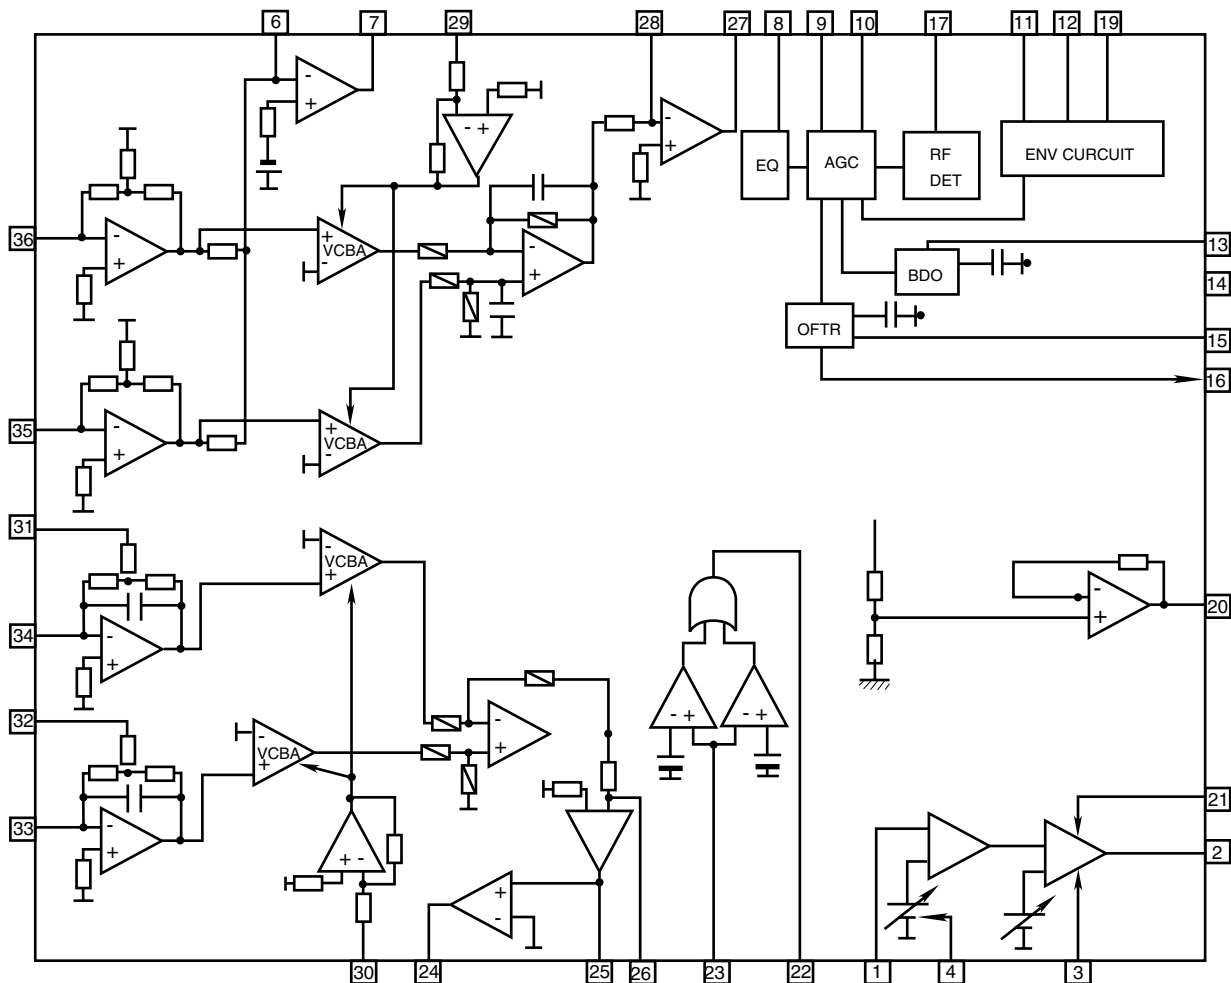 6 7 29 28 27 8 9 10 17 11 12 19
- + - + - +
EQ AGC RF DET ENV CURCUIT
36 - + + VCBA - - + 13
BDO
14
OFTR
15
16
35 - + + VCBA -
31
- VCBA +
34 - + - + 20
32
- VCBA + - + - + - +
33 - + 21
+ - 2
+ -
30 24 25 26 23 22 1 4 3